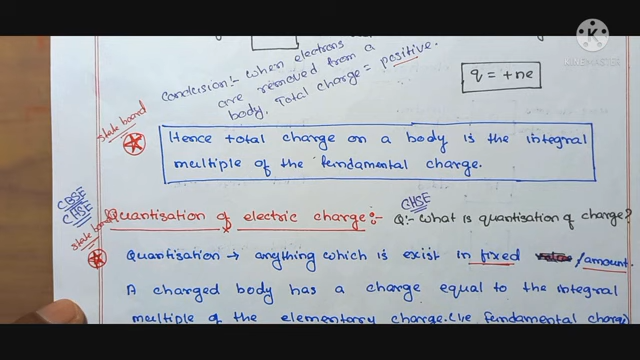 Conclusion:- When electrons
are removed from a
body. Total charge = positive.
q = +ne
State board
Hence total charge on a body is the integral
multiple of the fundamental charge.
CBSE
CHSE
State board
Quantisation of electric charge:-
CHSE
Q:- What is quantisation of charge?
Quantisation → anything which is exist in fixed /amount.
A charged body has a charge equal to the integral
multiple of the elementory charge. (i.e fundamental charge)
KINEMASTER